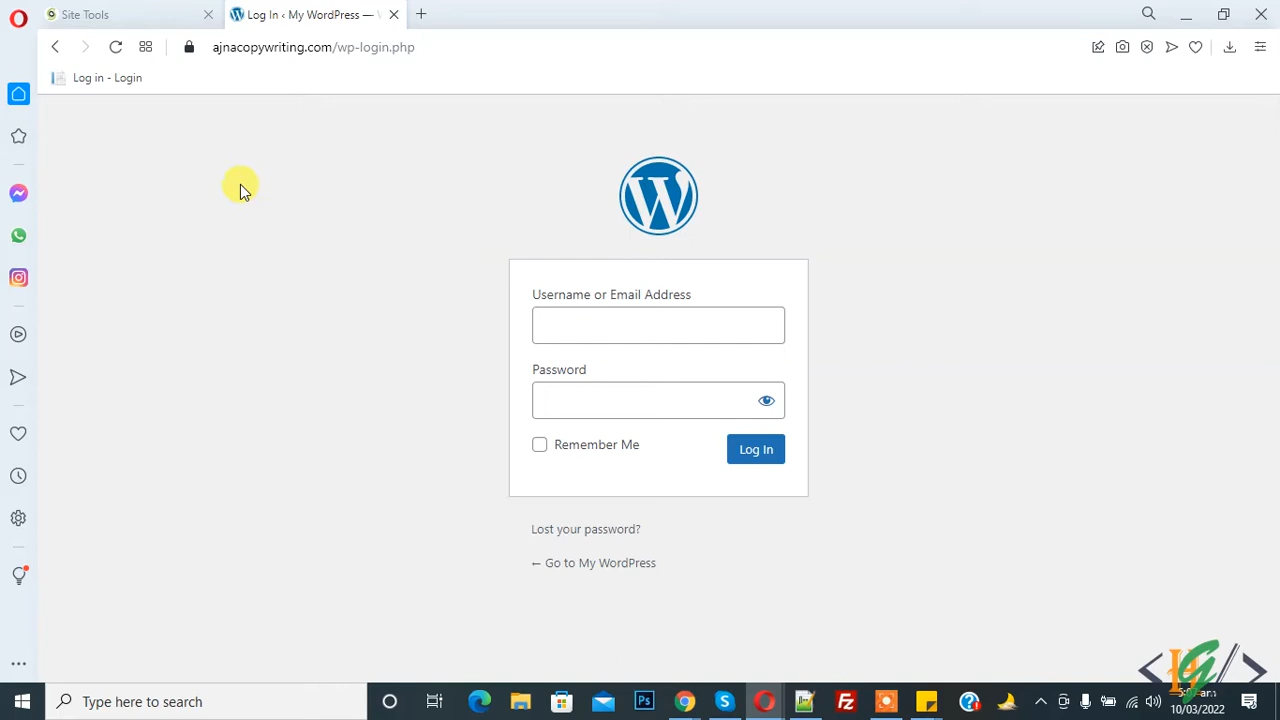 Site Tools
Log In ‹ My WordPress —
ajnacopywriting.com/wp-login.php
Log in - Login
Username or Email Address
Password
Remember Me
Log In
Lost your password?
← Go to My WordPress
Type here to search
10/03/2022